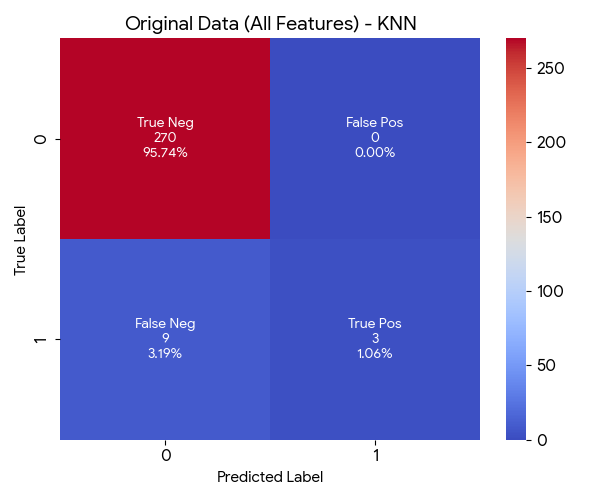 Original Data (All Features) - KNN
True Neg
270
95.74%
False Pos
0
0.00%
False Neg
9
3.19%
True Pos
3
1.06%
0
1
True Label
0
1
Predicted Label
250
200
150
100
50
0